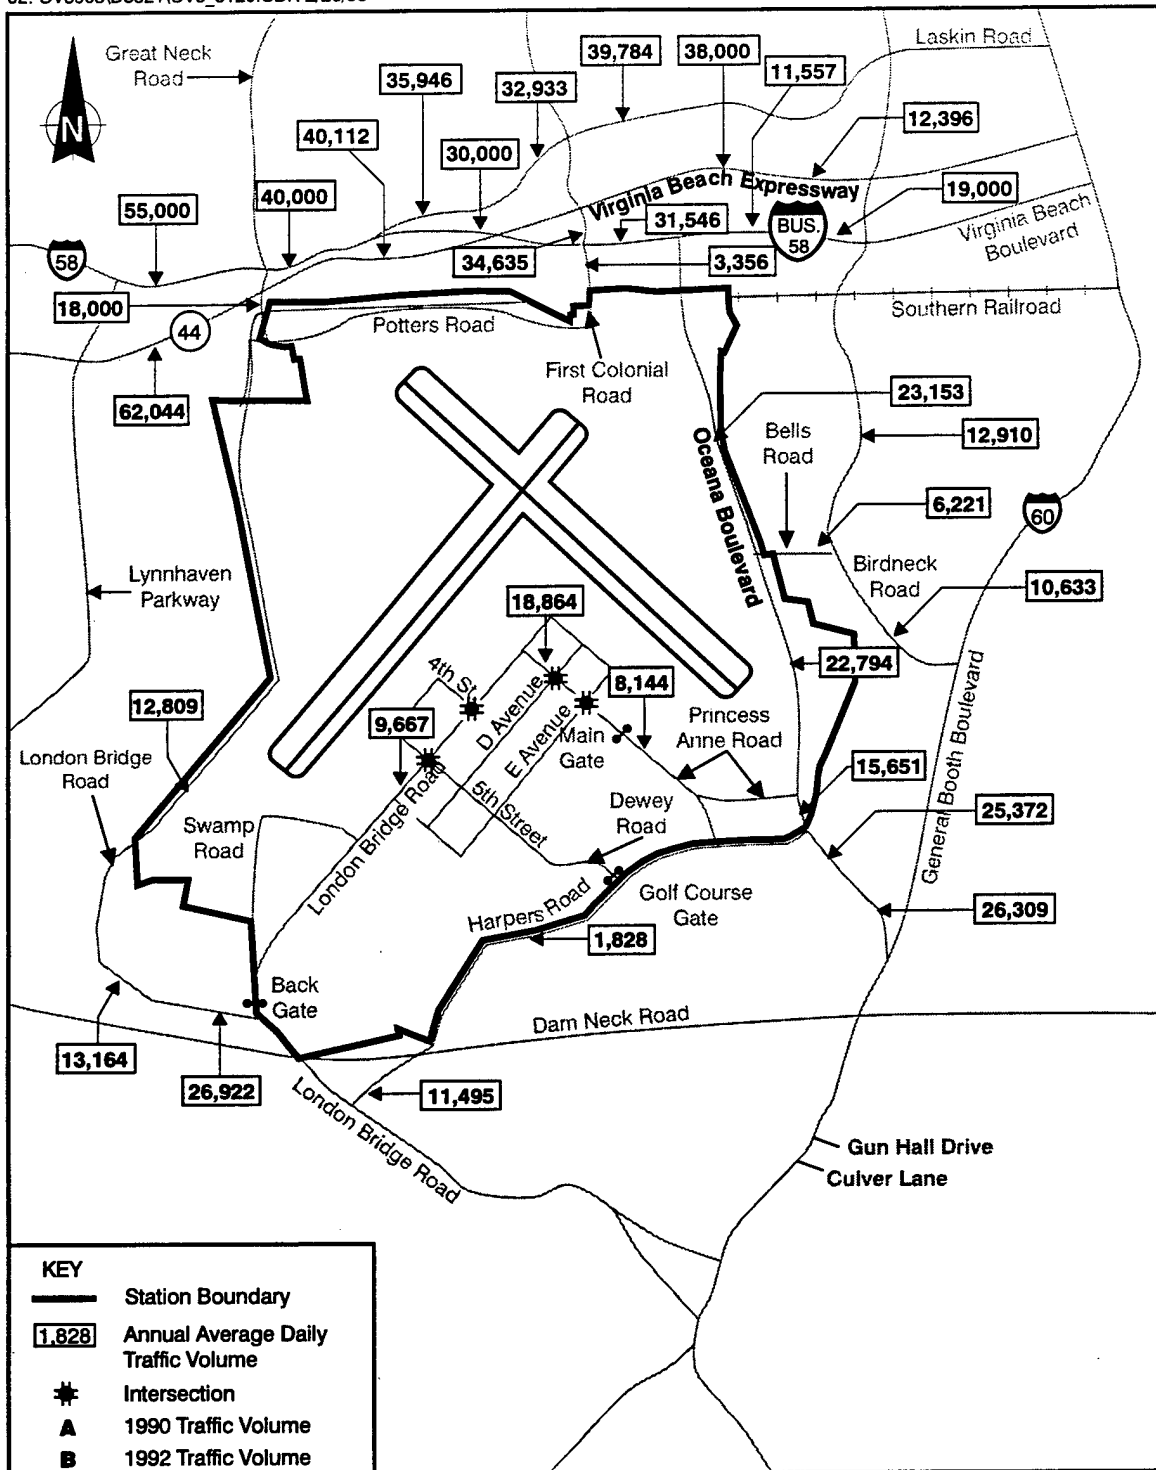 Great Neck
Road
39,784
38,000
Laskin Road
35,946
32,933
11,557
40,112
30,000
12,396
55,000
40,000
Virginia Beach Expressway
19,000
31,546
BUS.
58
Virginia Beach
Boulevard
58
34,635
3,356
18,000
44
Potters Road
Southern Railroad
First Colonial
Road
62,044
23,153
Bells
Road
12,910
Oceana Boulevard
6,221
60
Lynnhaven
Parkway
Birdneck
Road
10,633
18,864
4th St.
8,144
22,794
12,809
9,667
D Avenue
E Avenue
Main
Gate
Princess
Anne Road
General Booth Boulevard
London Bridge
Road
15,651
Swamp
Road
London Bridge Road
5th Street
Dewey
Road
25,372
Harpers Road
Golf Course
Gate
26,309
1,828
Back
Gate
Dam Neck Road
13,164
26,922
11,495
London Bridge Road
Gun Hall Drive
Culver Lane
N
KEY
Station Boundary
1,828 Annual Average Daily
Traffic Volume
Intersection
A 1990 Traffic Volume
B 1992 Traffic Volume